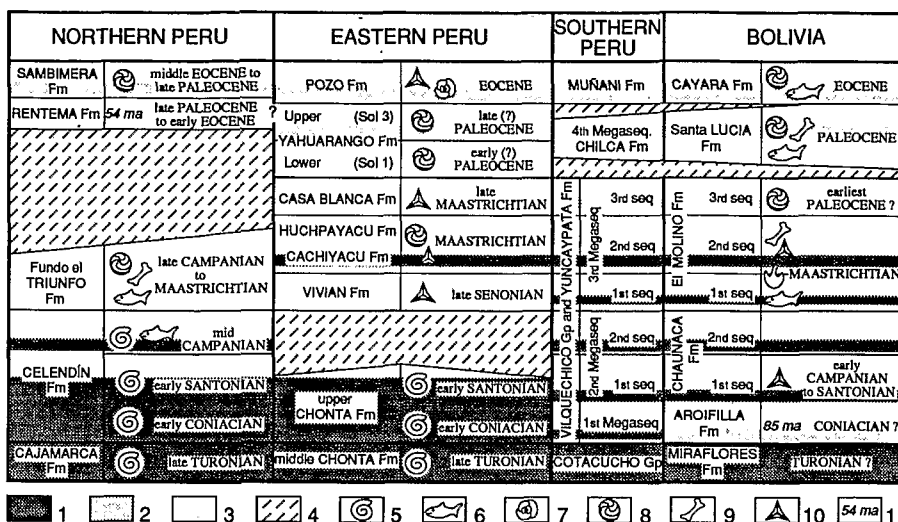 NORTHERN PERU
EASTERN PERU
SOUTHERN PERU
BOLIVIA
SAMBIMERA Fm
middle EOCENE to late PALEOCENE
POZO Fm
EOCENE
MUÑANI Fm
CAYARA Fm
EOCENE
RENTEMA Fm
54 ma
late PALEOCENE to early EOCENE ?
Upper (Sol 3)
YAHUARANGO Fm
Lower (Sol 1)
late (?) PALEOCENE
early (?) PALEOCENE
4th Megaseq. CHILCA Fm
Santa LUCIA Fm
PALEOCENE
CASA BLANCA Fm
late MAASTRICHTIAN
HUCHPAYACU Fm
MAASTRICHTIAN
CACHIYACU Fm
VILQUECHICO Gp and YUNCAYPATA Fm
3rd Megaseq
3rd seq
2nd seq
1st seq
El MOLINO Fm
3rd seq
2nd seq
1st seq
earliest PALEOCENE ?
MAASTRICHTIAN
Fundo el TRIUNFO Fm
late CAMPANIAN to MAASTRICHTIAN
VIVIAN Fm
late SENONIAN
mid CAMPANIAN
2nd Megaseq
2nd seq
1st seq
CHAUNACA Fm
2nd seq
1st seq
early CAMPANIAN to SANTONIAN
CELENDÍN Fm
early SANTONIAN
early CONIACIAN
upper CHONTA Fm
early SANTONIAN
early CONIACIAN
1st Megaseq
AROIFILLA Fm
85 ma
CONIACIAN ?
CAJAMARCA Fm
late TURONIAN
middle CHONTA Fm
late TURONIAN
COTACUCHO Gp
MIRAFLORES Fm
TURONIAN ?
1 2 3 4 5 6 7 8 9 10 54 ma 1